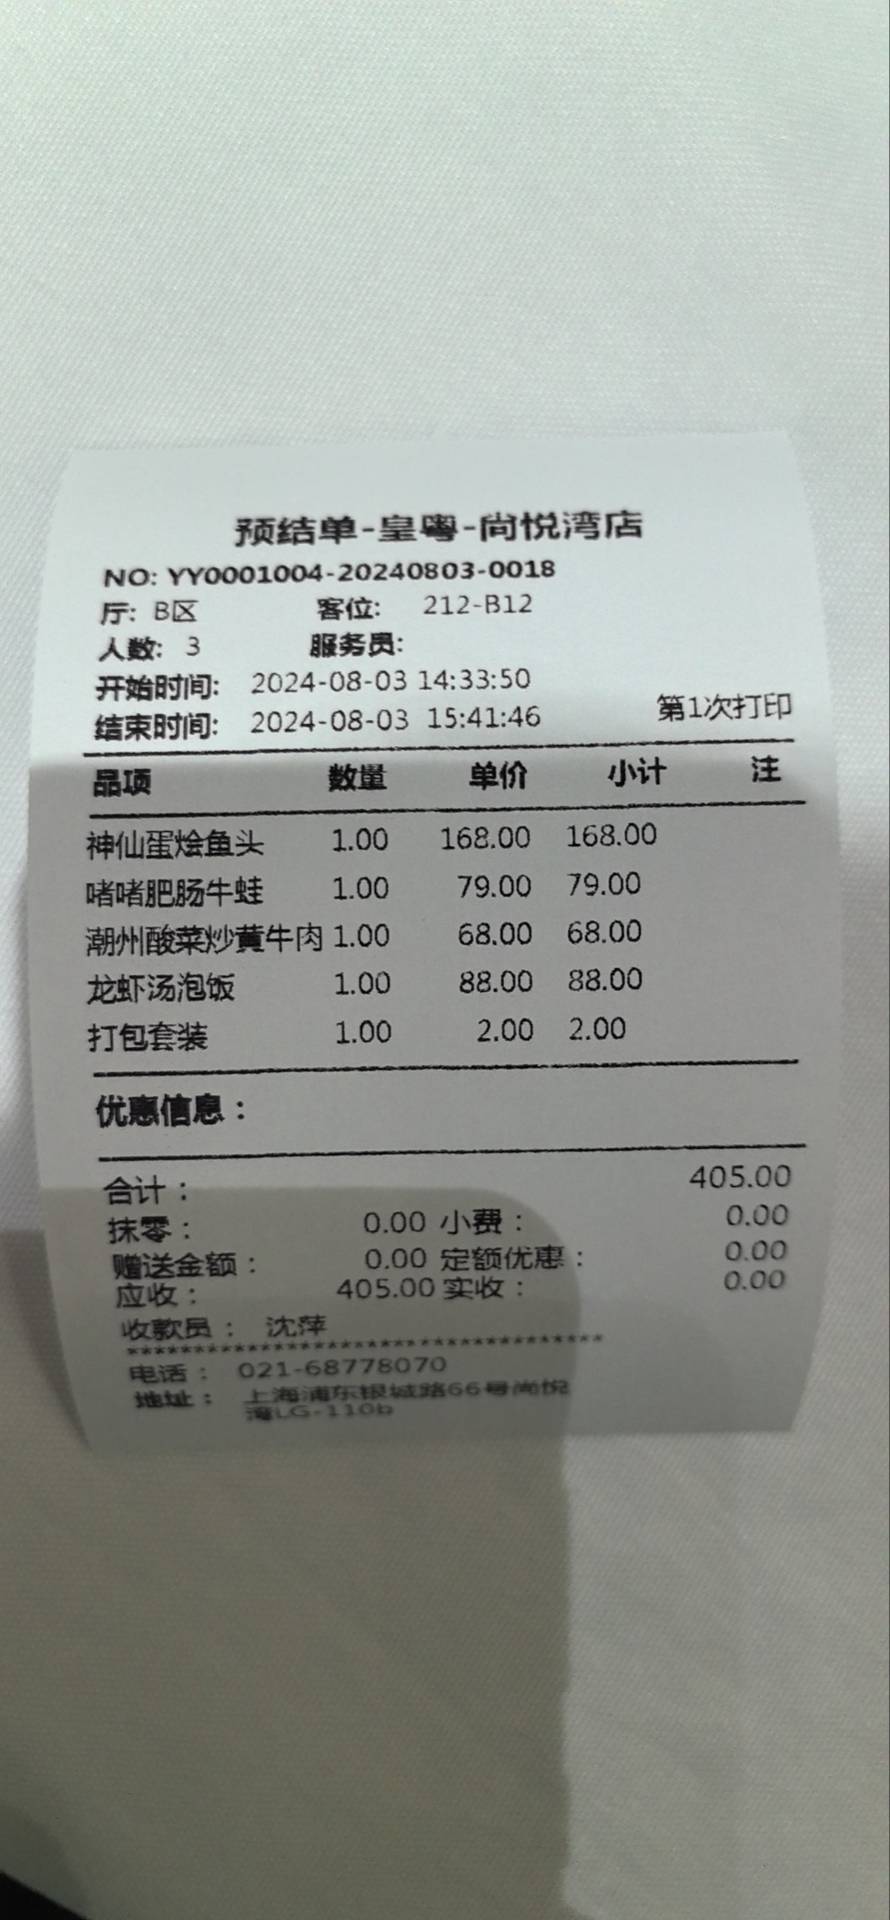 预结单-皇粤-尚悦湾店
NO: YY0001004-20240803-0018
厅: B区 客位: 212-B12
人数: 3 服务员:
开始时间: 2024-08-03 14:33:50
结束时间: 2024-08-03 15:41:46 第1次打印
品项 数量 单价 小计 注
神仙蛋烩鱼头 1.00 168.00 168.00
啫啫肥肠牛蛙 1.00 79.00 79.00
潮州酸菜炒黄牛肉 1.00 68.00 68.00
龙虾汤泡饭 1.00 88.00 88.00
打包套装 1.00 2.00 2.00
优惠信息：
合计： 405.00
抹零： 0.00 小费： 0.00
赠送金额： 0.00 定额优惠： 0.00
应收： 405.00 实收： 0.00
收款员： 沈萍
************************************
电话： 021-68778070
地址： 上海浦东银城路66号尚悦
湾LG-110b